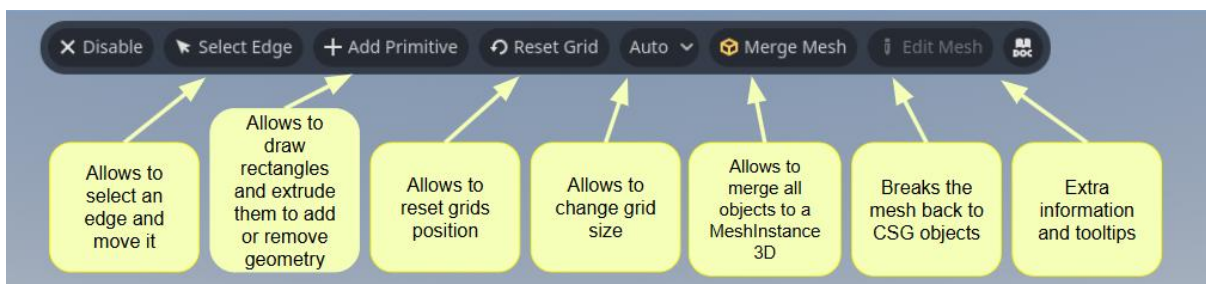 Disable
Select Edge
Add Primitive
Reset Grid
Auto
Merge Mesh
Edit Mesh
DOC
Allows to
select an
edge and
move it
Allows to
draw
rectangles
and extrude
them to add
or remove
geometry
Allows to
reset grids
position
Allows to
change grid
size
Allows to
merge all
objects to a
MeshInstance
3D
Breaks the
mesh back to
CSG objects
Extra
information
and tooltips